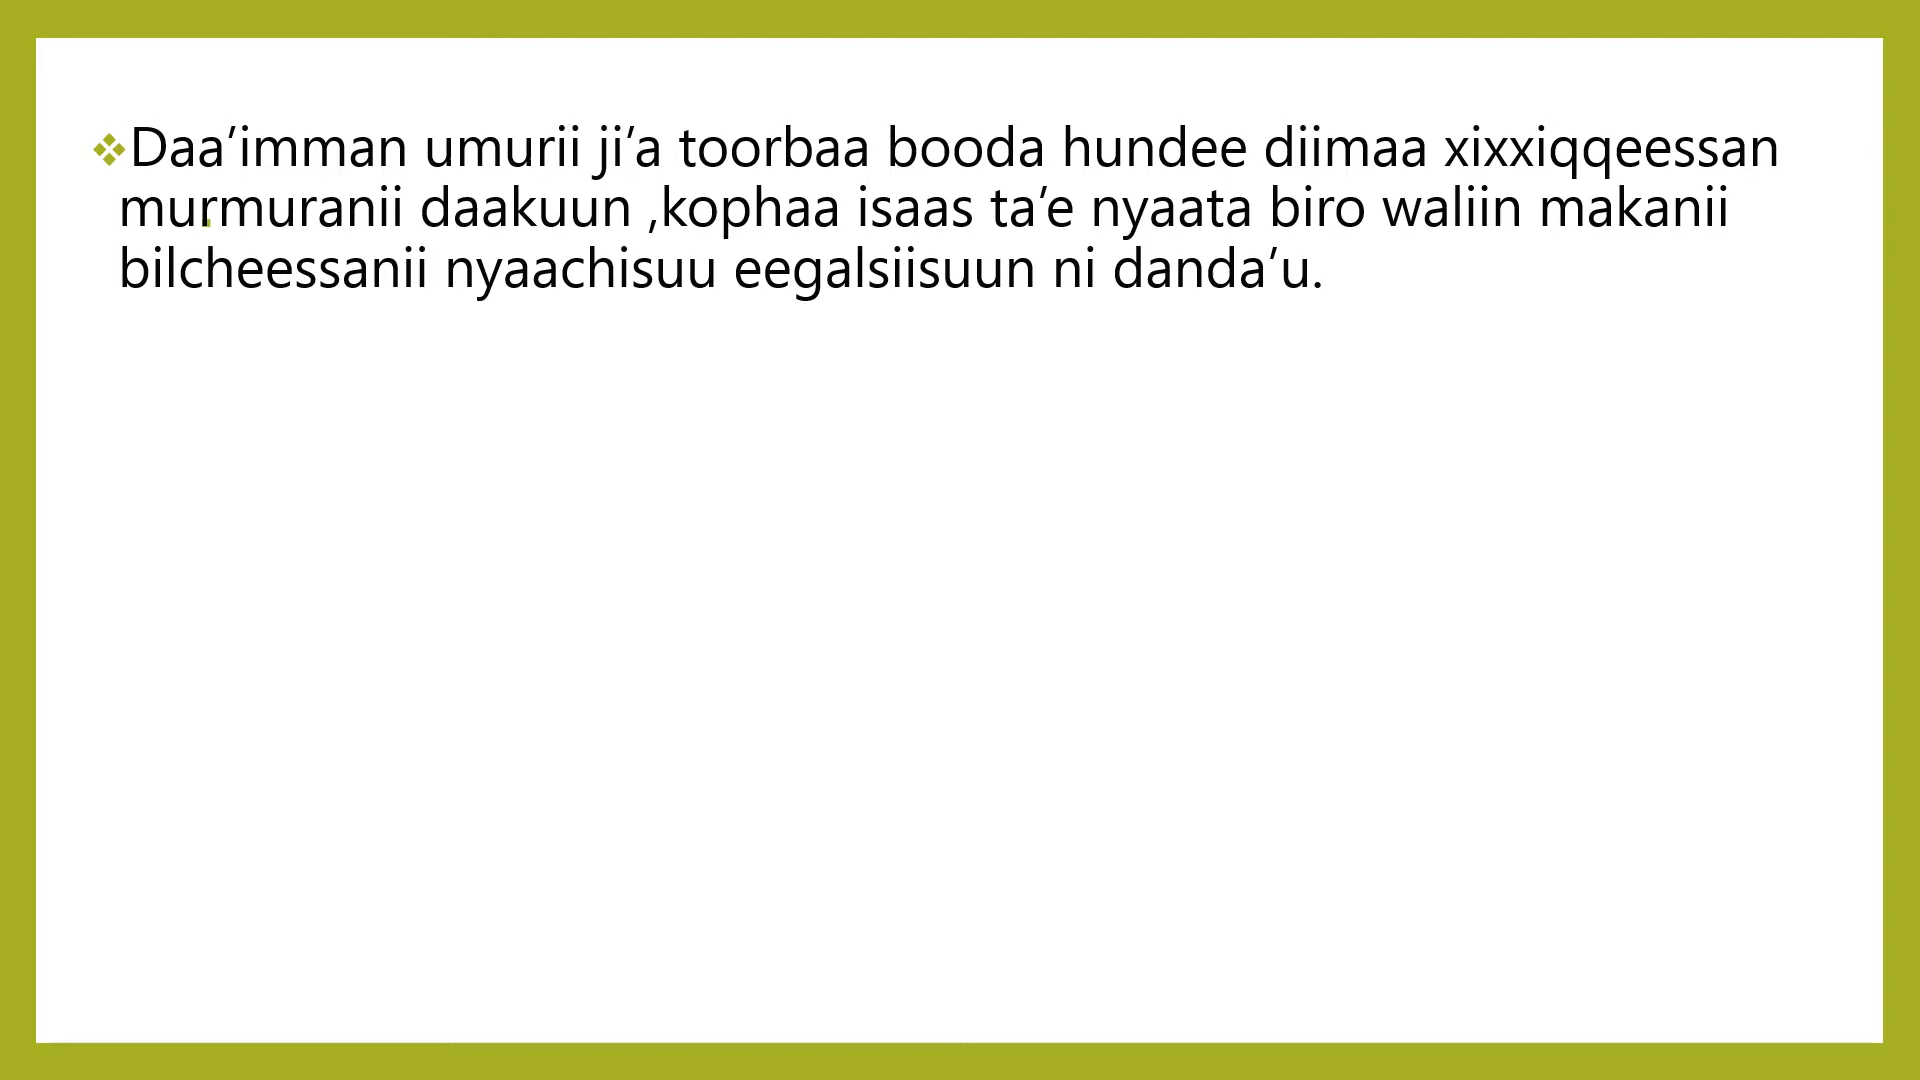 Daa’imman umurii ji’a toorbaa booda hundee diimaa xixxiqqeessan
murmuranii daakuun ,kophaa isaas ta’e nyaata biro waliin makanii
bilcheessanii nyaachisuu eegalsiisuun ni danda’u.